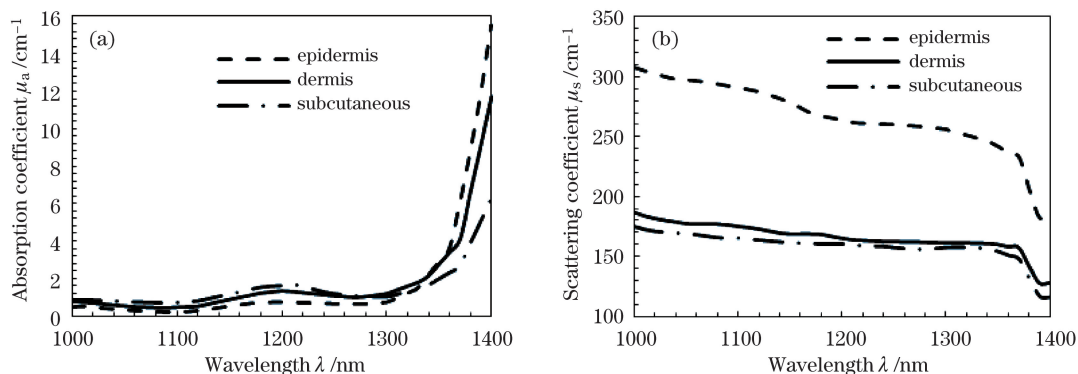 (a)
epidermis
dermis
subcutaneous
Absorption coefficient μa /cm−1
16
14
12
10
8
6
4
2
0
1000 1100 1200 1300 1400
Wavelength λ /nm
(b)
epidermis
dermis
subcutaneous
Scattering coefficient μs /cm−1
350
300
250
200
150
100
1000 1100 1200 1300 1400
Wavelength λ /nm